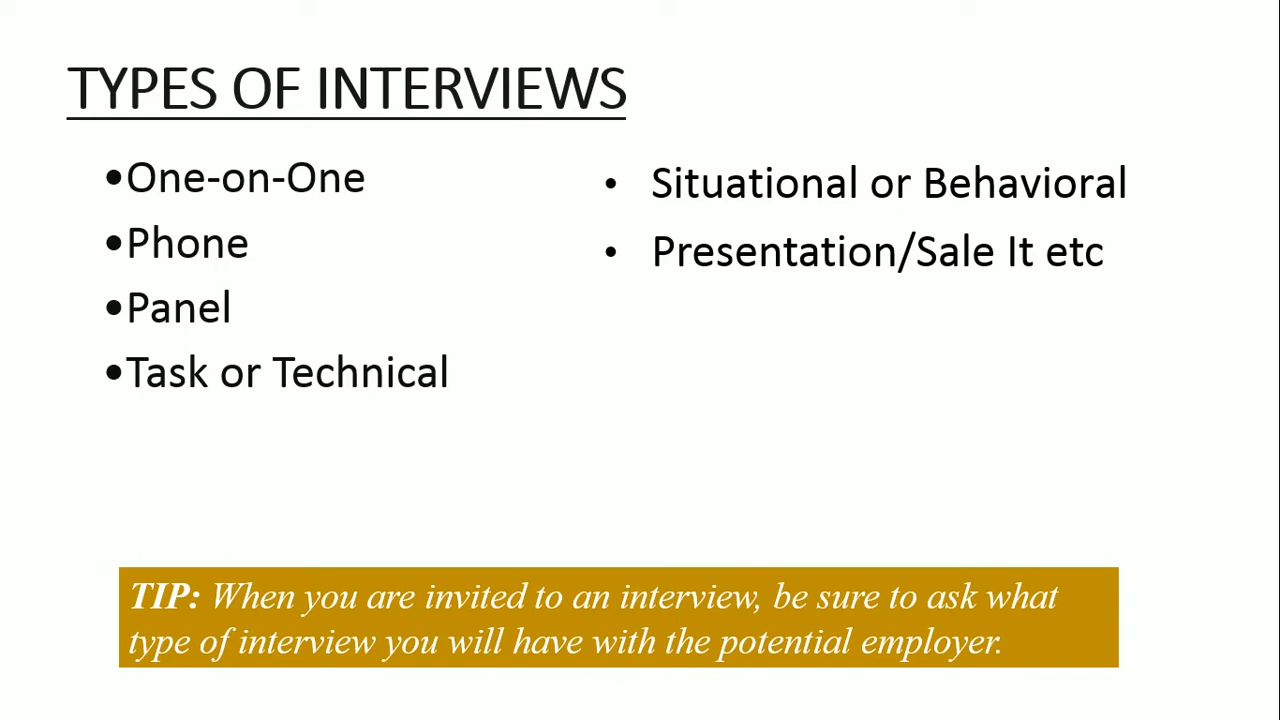 TYPES OF INTERVIEWS
•One-on-One
•Phone
•Panel
•Task or Technical
• Situational or Behavioral
• Presentation/Sale It etc
TIP: When you are invited to an interview, be sure to ask what
type of interview you will have with the potential employer.